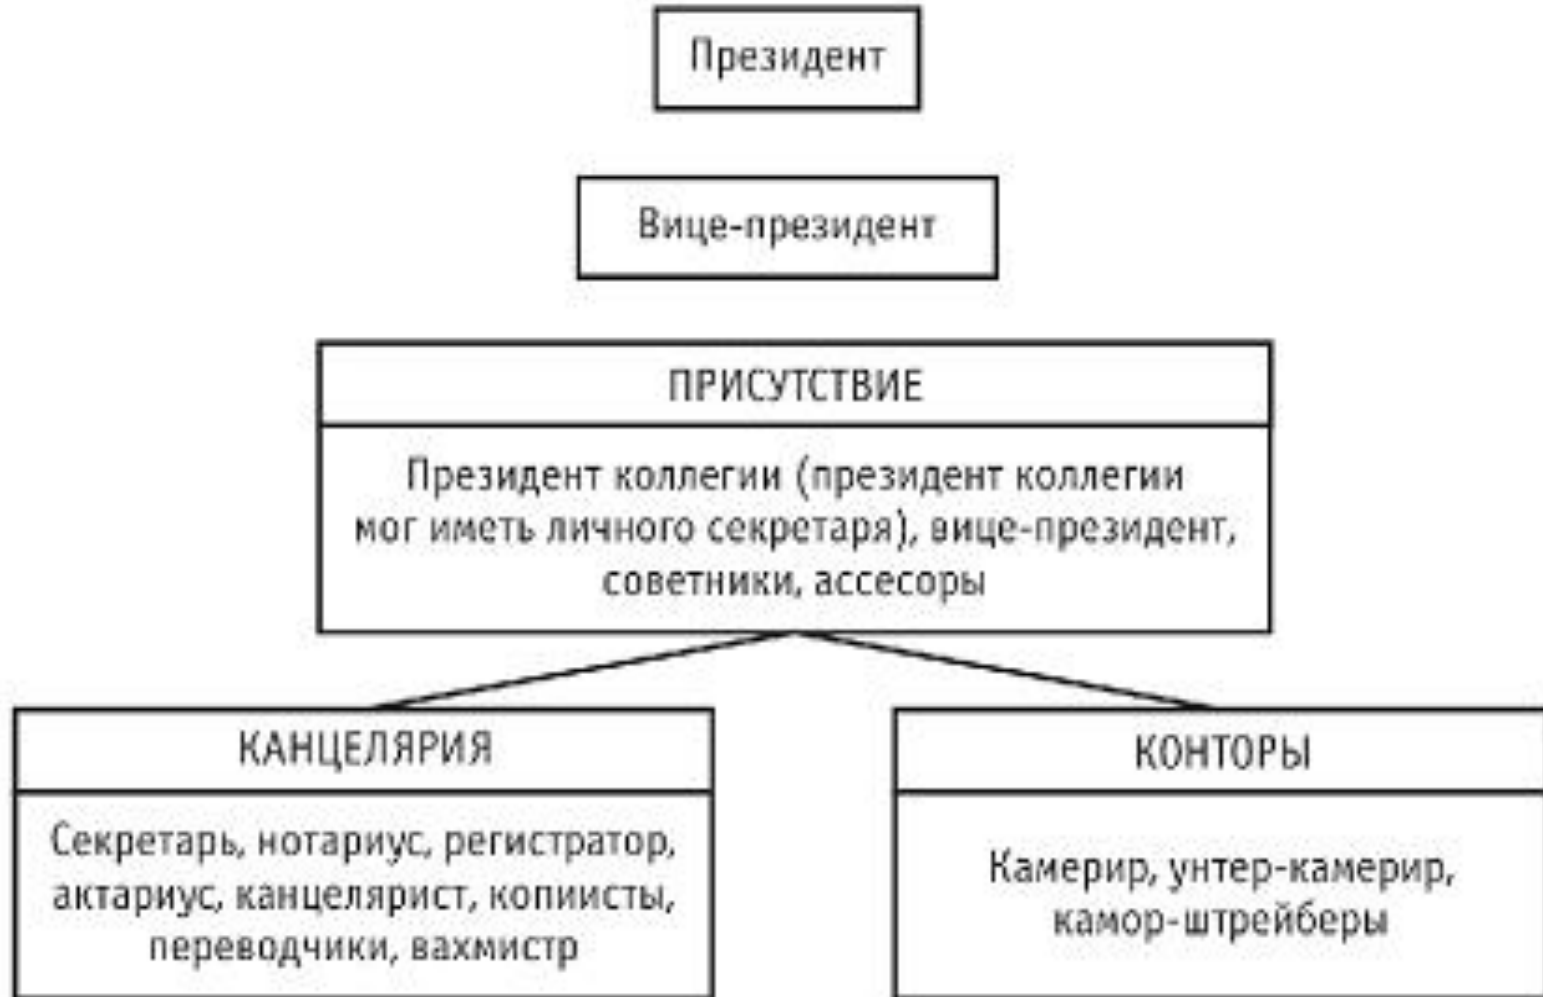 Президент
Вице-президент
ПРИСУТСТВИЕ
Президент коллегии (президент коллегии
мог иметь личного секретаря), вице-президент,
советники, ассесоры
КАНЦЕЛЯРИЯ
Секретарь, нотариус, регистратор,
актариус, канцелярист, копиисты,
переводчики, вахмистр
КОНТОРЫ
Камерир, унтер-камерир,
камор-штрейберы